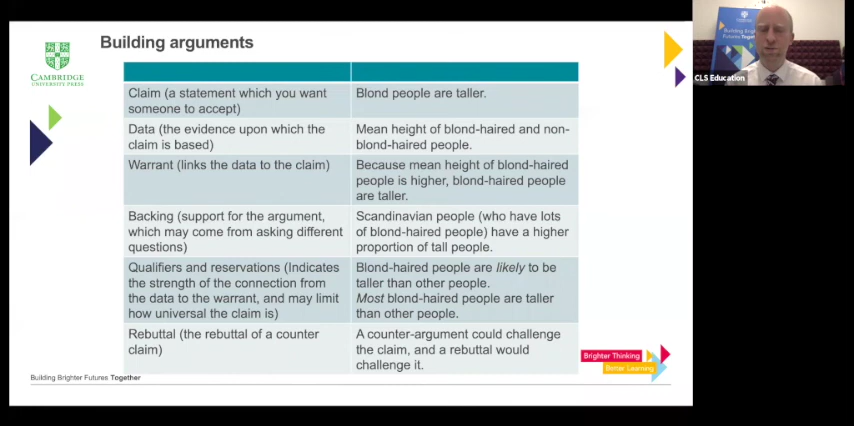 Building arguments
CAMBRIDGE
UNIVERSITY PRESS
Claim (a statement which you want
someone to accept)
Blond people are taller.
Data (the evidence upon which the
claim is based)
Mean height of blond-haired and non-
blond-haired people.
Warrant (links the data to the claim)
Because mean height of blond-haired
people is higher, blond-haired people
are taller.
Backing (support for the argument,
which may come from asking different
questions)
Scandinavian people (who have lots
of blond-haired people) have a higher
proportion of tall people.
Qualifiers and reservations (Indicates
the strength of the connection from
the data to the warrant, and may limit
how universal the claim is)
Blond-haired people are likely to be
taller than other people.
Most blond-haired people are taller
than other people.
Rebuttal (the rebuttal of a counter
claim)
A counter-argument could challenge
the claim, and a rebuttal would
challenge it.
Brighter Thinking
Better Learning
Building Brighter Futures Together
Building Brighter
Futures Together
CLS Education